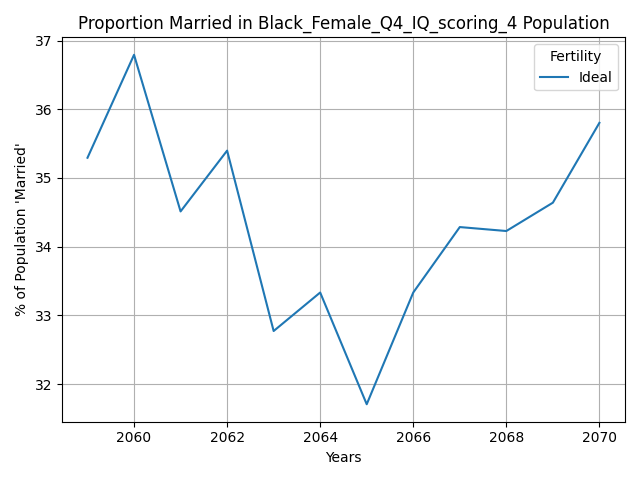 Proportion Married in Black_Female_Q4_IQ_scoring_4 Population
Fertility
Ideal
% of Population 'Married'
37
36
35
34
33
32
2060
2062
2064
2066
2068
2070
Years